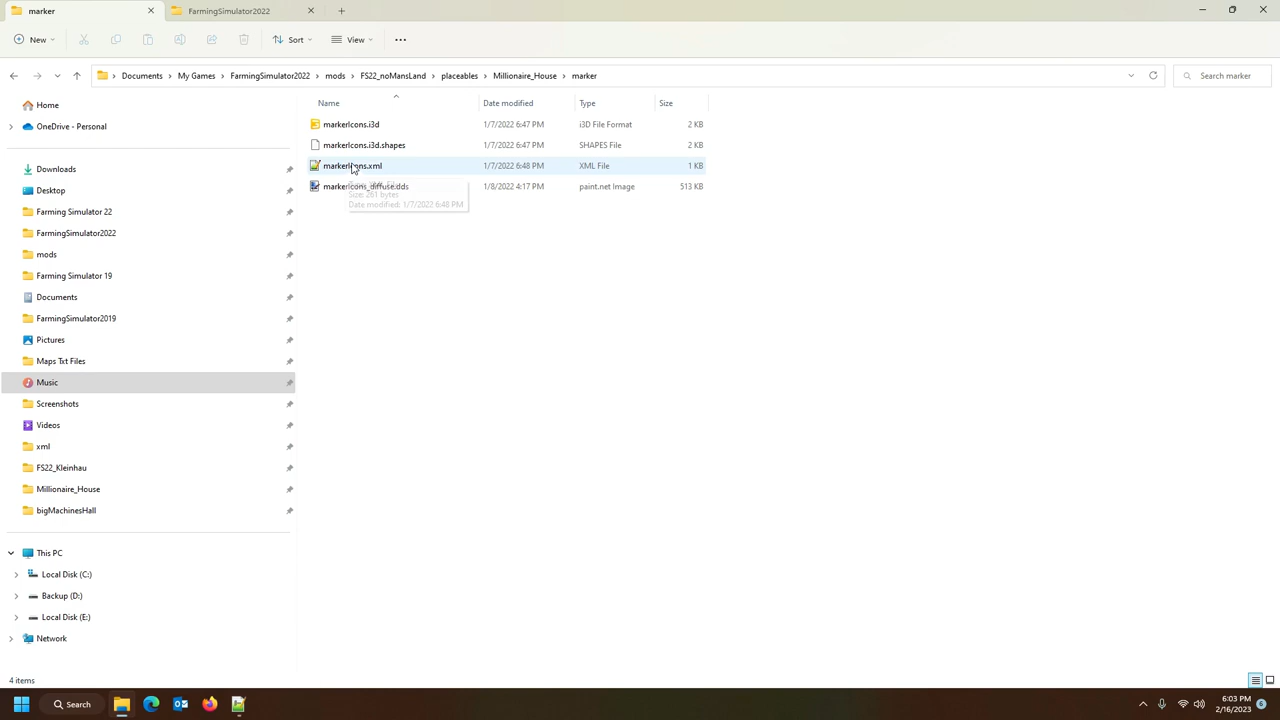 marker
FarmingSimulator2022
New
Sort
View
Documents
My Games
FarmingSimulator2022
mods
FS22_noMansLand
placeables
Millionaire_House
marker
Search marker
Name
Date modified
Type
Size
markerIcons.i3d
1/7/2022 6:47 PM
i3D File Format
2 KB
markerIcons.i3d.shapes
1/7/2022 6:47 PM
SHAPES File
2 KB
markerIcons.xml
1/7/2022 6:48 PM
XML File
1 KB
markerIcons_diffuse.dds
1/8/2022 4:17 PM
paint.net Image
513 KB
Size: 261 bytes
Date modified: 1/7/2022 6:48 PM
Home
OneDrive - Personal
Downloads
Desktop
Farming Simulator 22
FarmingSimulator2022
mods
Farming Simulator 19
Documents
FarmingSimulator2019
Pictures
Maps Txt Files
Music
Screenshots
Videos
xml
FS22_Kleinhau
Millionaire_House
bigMachinesHall
This PC
Local Disk (C:)
Backup (D:)
Local Disk (E:)
Network
4 items
Search
6:03 PM
2/16/2023
6